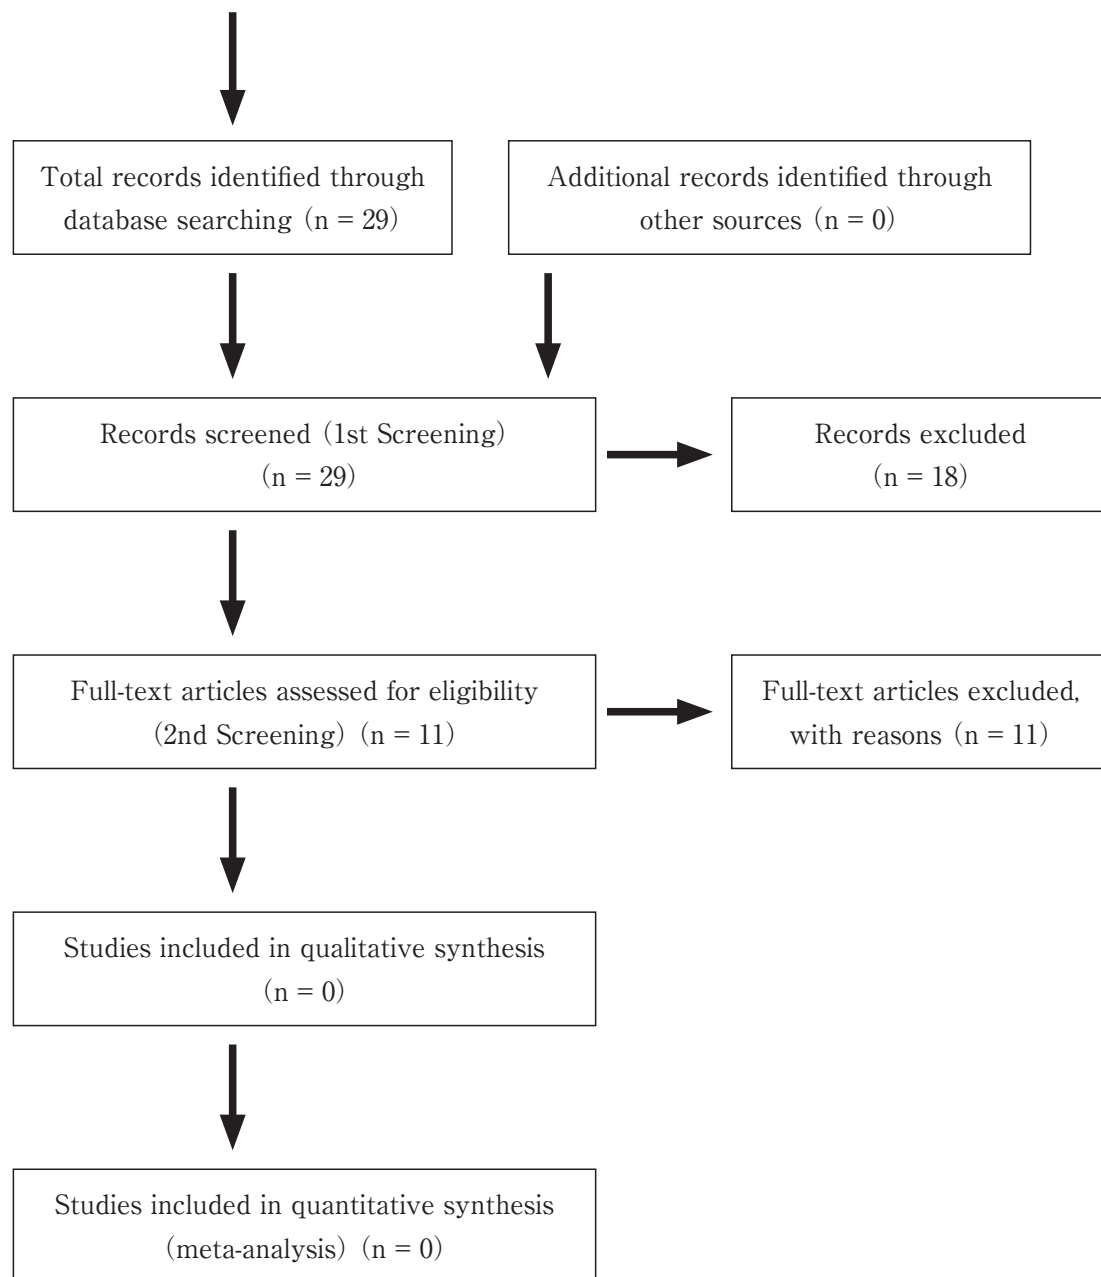 Total records identified through
database searching (n = 29)
Additional records identified through
other sources (n = 0)
Records screened (1st Screening)
(n = 29)
Records excluded
(n = 18)
Full-text articles assessed for eligibility
(2nd Screening) (n = 11)
Full-text articles excluded,
with reasons (n = 11)
Studies included in qualitative synthesis
(n = 0)
Studies included in quantitative synthesis
(meta-analysis) (n = 0)